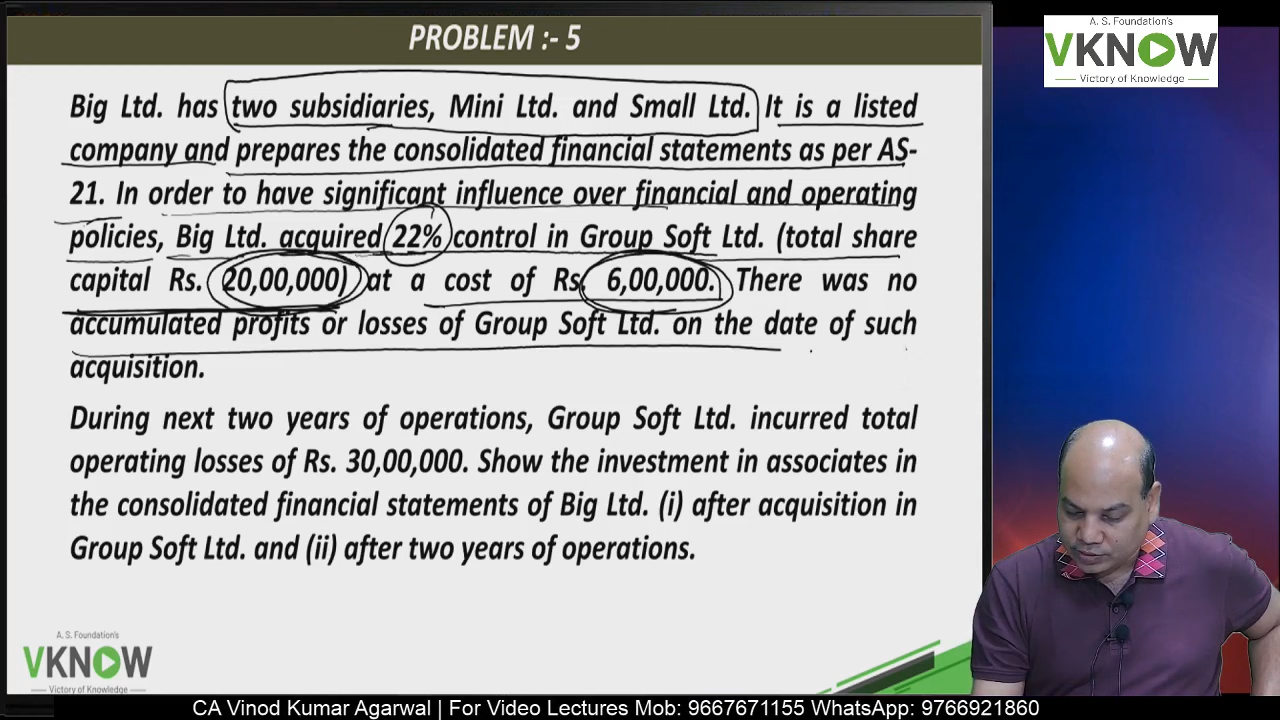 PROBLEM :- 5
A. S. Foundation's
VKNOW
Victory of Knowledge
Big Ltd. has two subsidiaries, Mini Ltd. and Small Ltd. It is a listed
company and prepares the consolidated financial statements as per AS-
21. In order to have significant influence over financial and operating
policies, Big Ltd. acquired 22% control in Group Soft Ltd. (total share
capital Rs. 20,00,000) at a cost of Rs. 6,00,000. There was no
accumulated profits or losses of Group Soft Ltd. on the date of such
acquisition.
During next two years of operations, Group Soft Ltd. incurred total
operating losses of Rs. 30,00,000. Show the investment in associates in
the consolidated financial statements of Big Ltd. (i) after acquisition in
Group Soft Ltd. and (ii) after two years of operations.
A. S. Foundation's
VKNOW
Victory of Knowledge
CA Vinod Kumar Agarwal | For Video Lectures Mob: 9667671155 WhatsApp: 9766921860